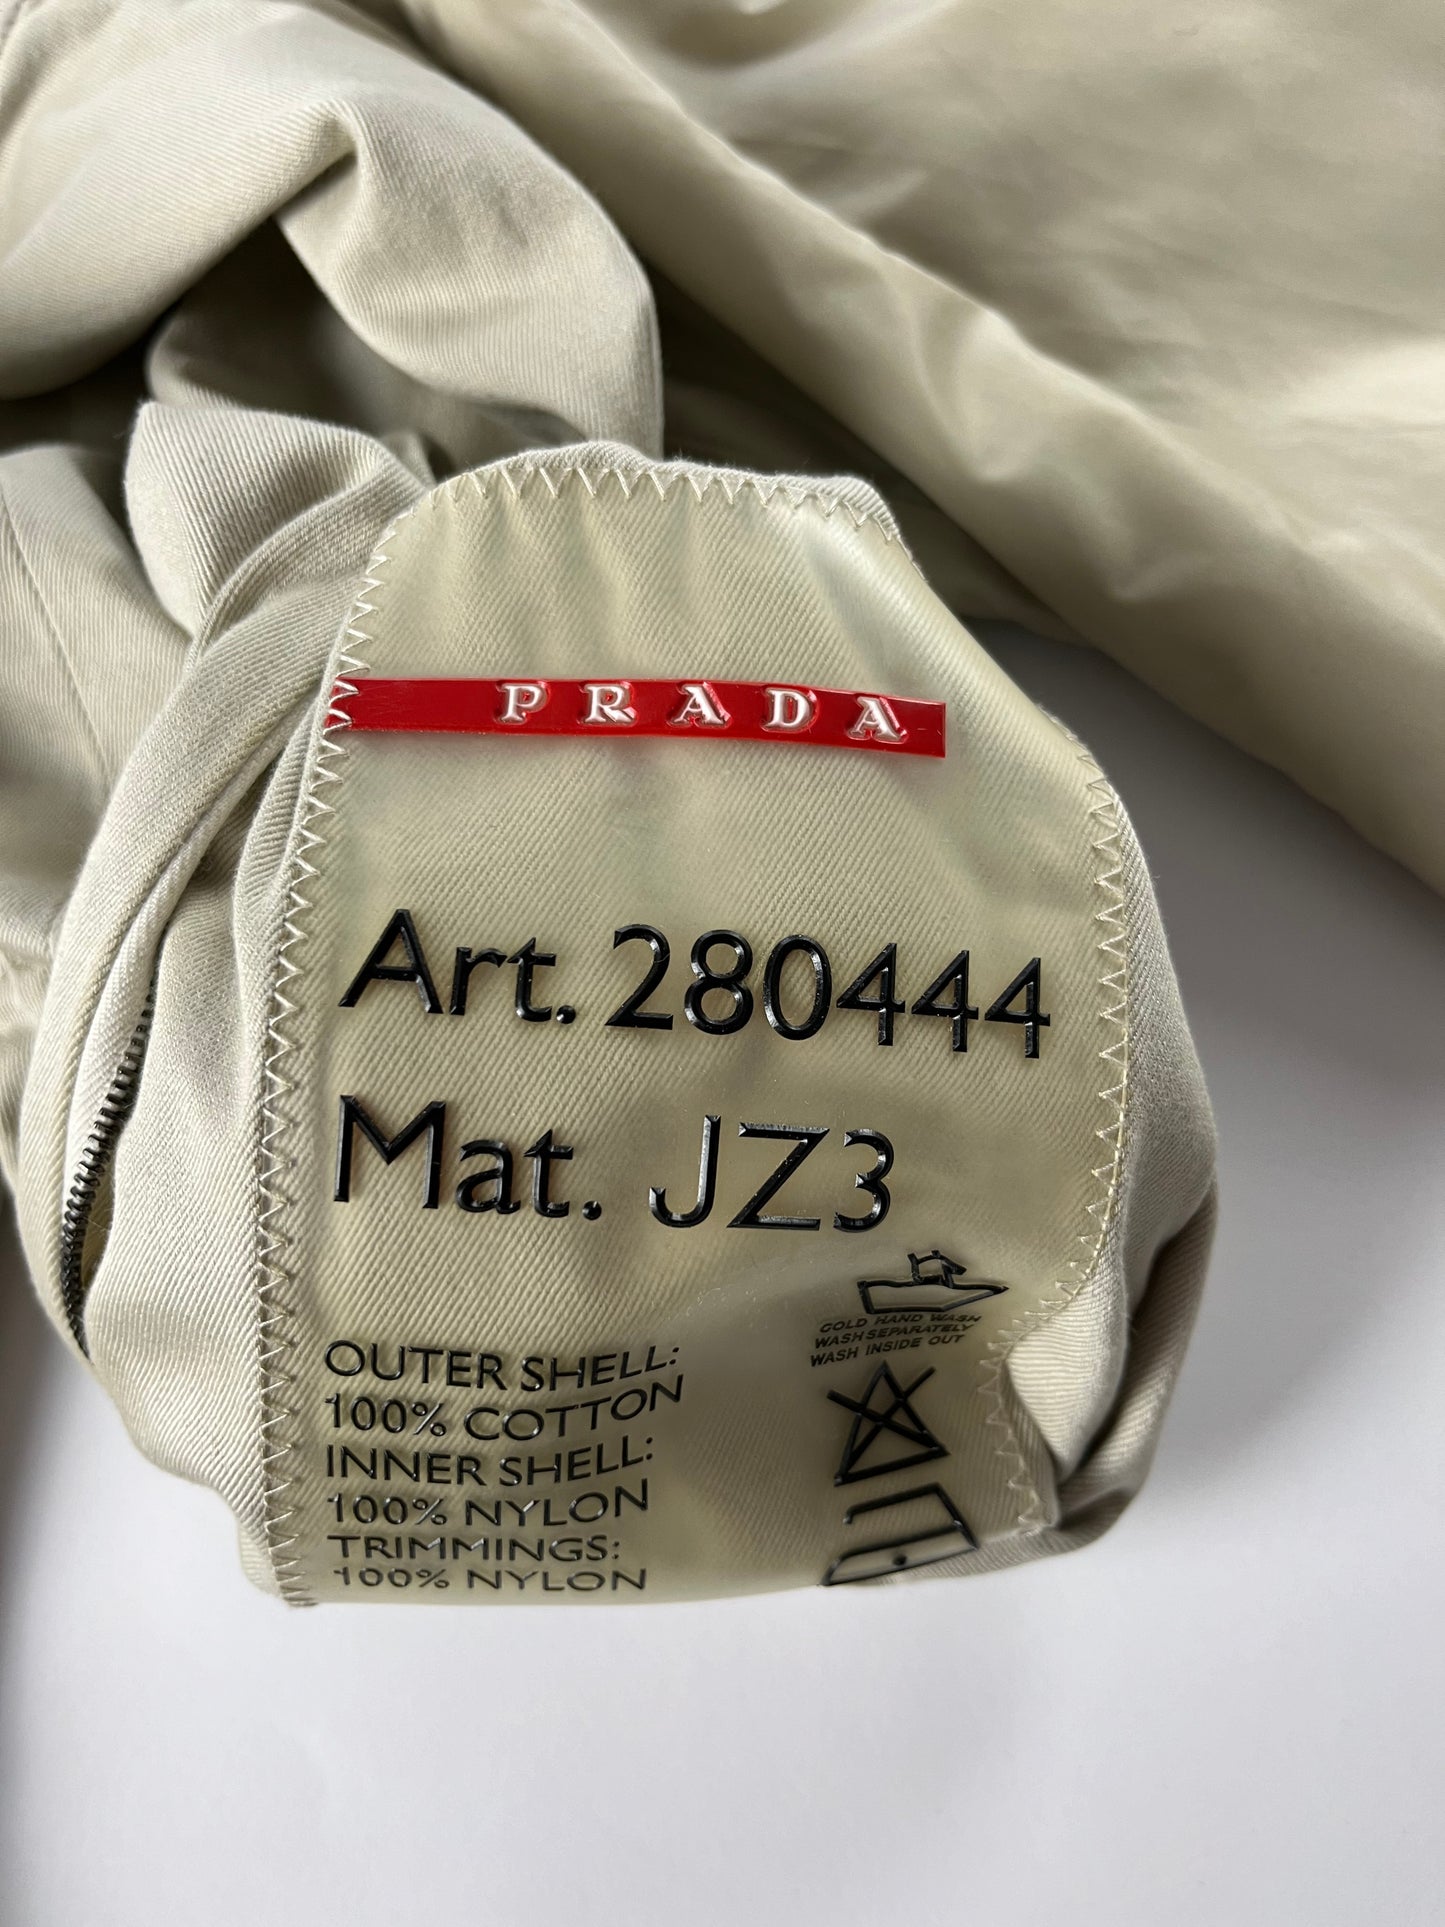 PRADA
Art. 280444
Mat. JZ3
COLD HAND WASH
WASH SEPARATELY
WASH INSIDE OUT
OUTER SHELL:
100% COTTON
INNER SHELL:
100% NYLON
TRIMMINGS:
100% NYLON